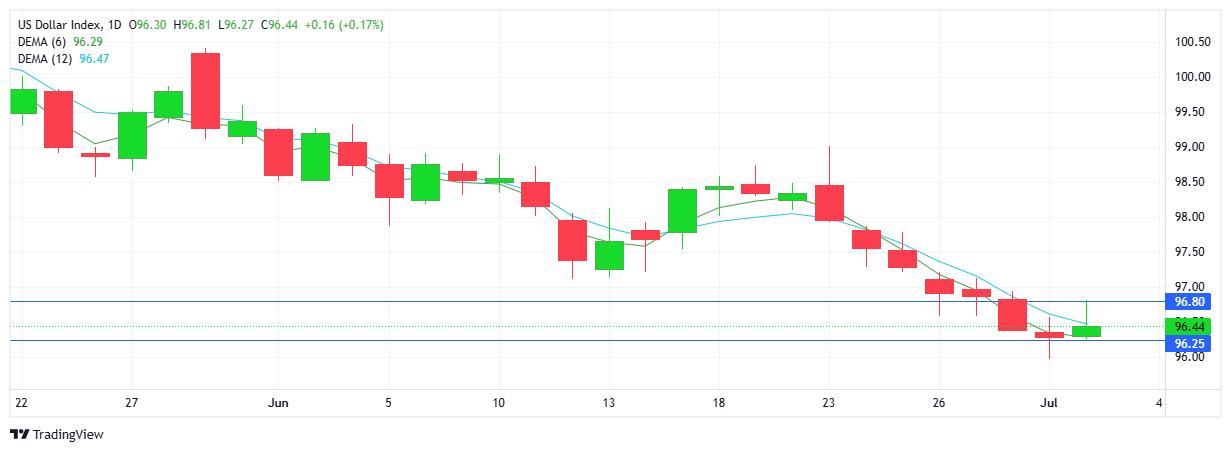 US Dollar Index, 1D O96.30 H96.81 L96.27 C96.44 +0.16 (+0.17%)
DEMA (6) 96.29
DEMA (12) 96.47
100.50
100.00
99.50
99.00
98.50
98.00
97.50
97.00
96.80
96.44
96.25
96.00
22 27 Jun 5 10 13 18 23 26 Jul 4
TradingView